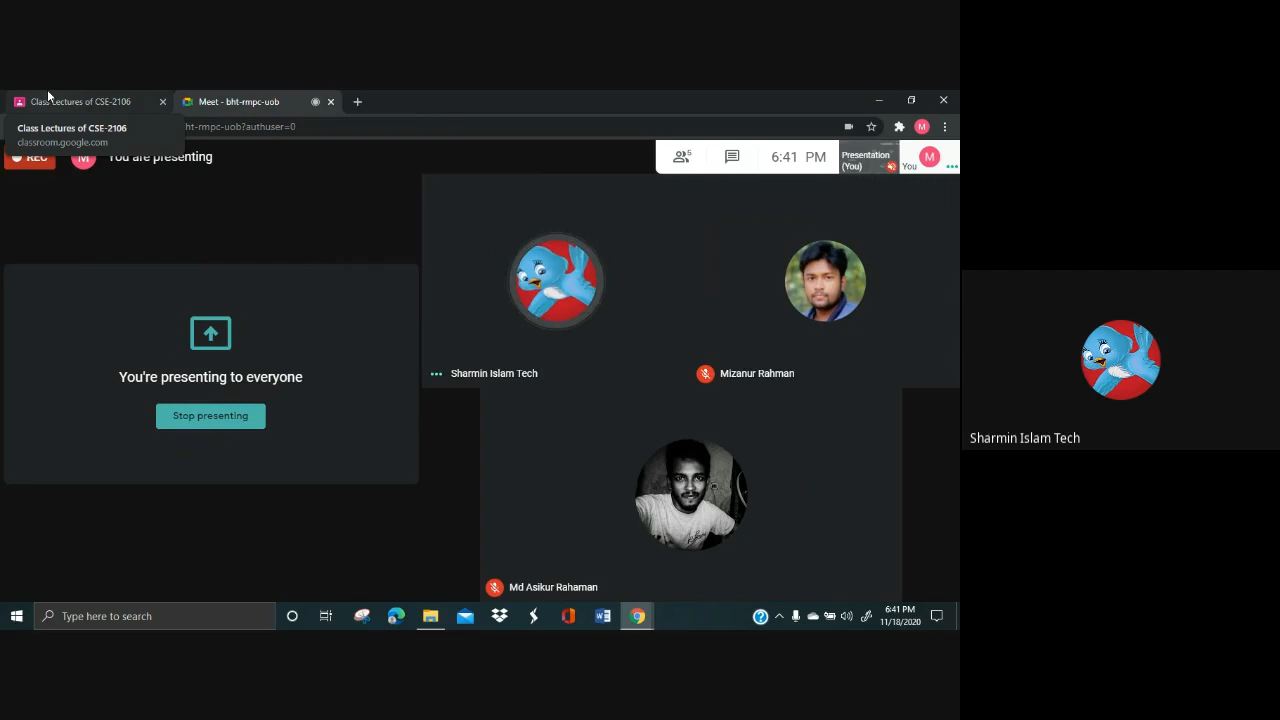 Class Lectures of CSE-2106
Meet - bht-rmpc-uob
Class Lectures of CSE-2106
classroom.google.com
ht-rmpc-uob?authuser=0
M
REC
M
You are presenting
5
6:41 PM
Presentation
(You)
You
M
You're presenting to everyone
Stop presenting
Sharmin Islam Tech
Mizanur Rahman
Md Asikur Rahaman
Sharmin Islam Tech
Type here to search
6:41 PM
11/18/2020